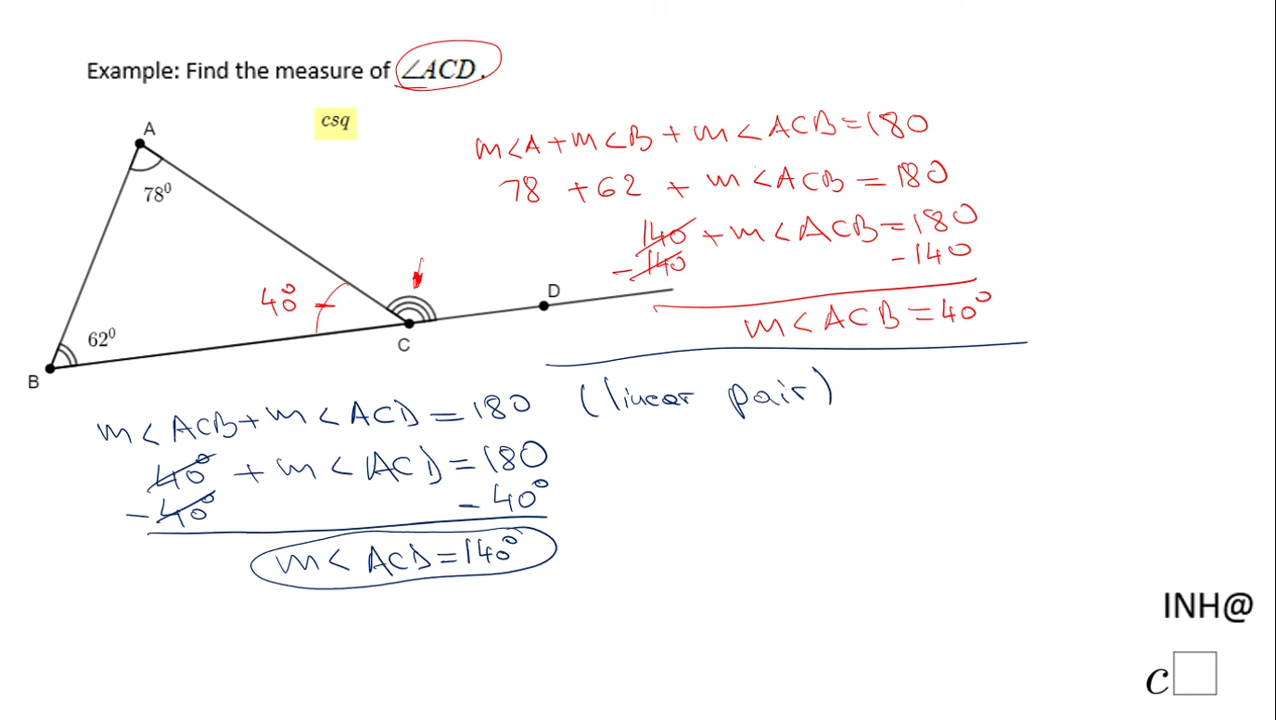 Example: Find the measure of ∠ACD.
csq
A
78⁰
62⁰
B
40°
C
D
m<A+m<B+m<ACB=180
78 +62 + m<ACB=180
140 +m<ACB=180
-140 -140
m<ACB=40°
m<ACB+m<ACD=180 (linear pair)
40° +m<ACD=180
-40° -40°
m<ACD=140°
INH@
c